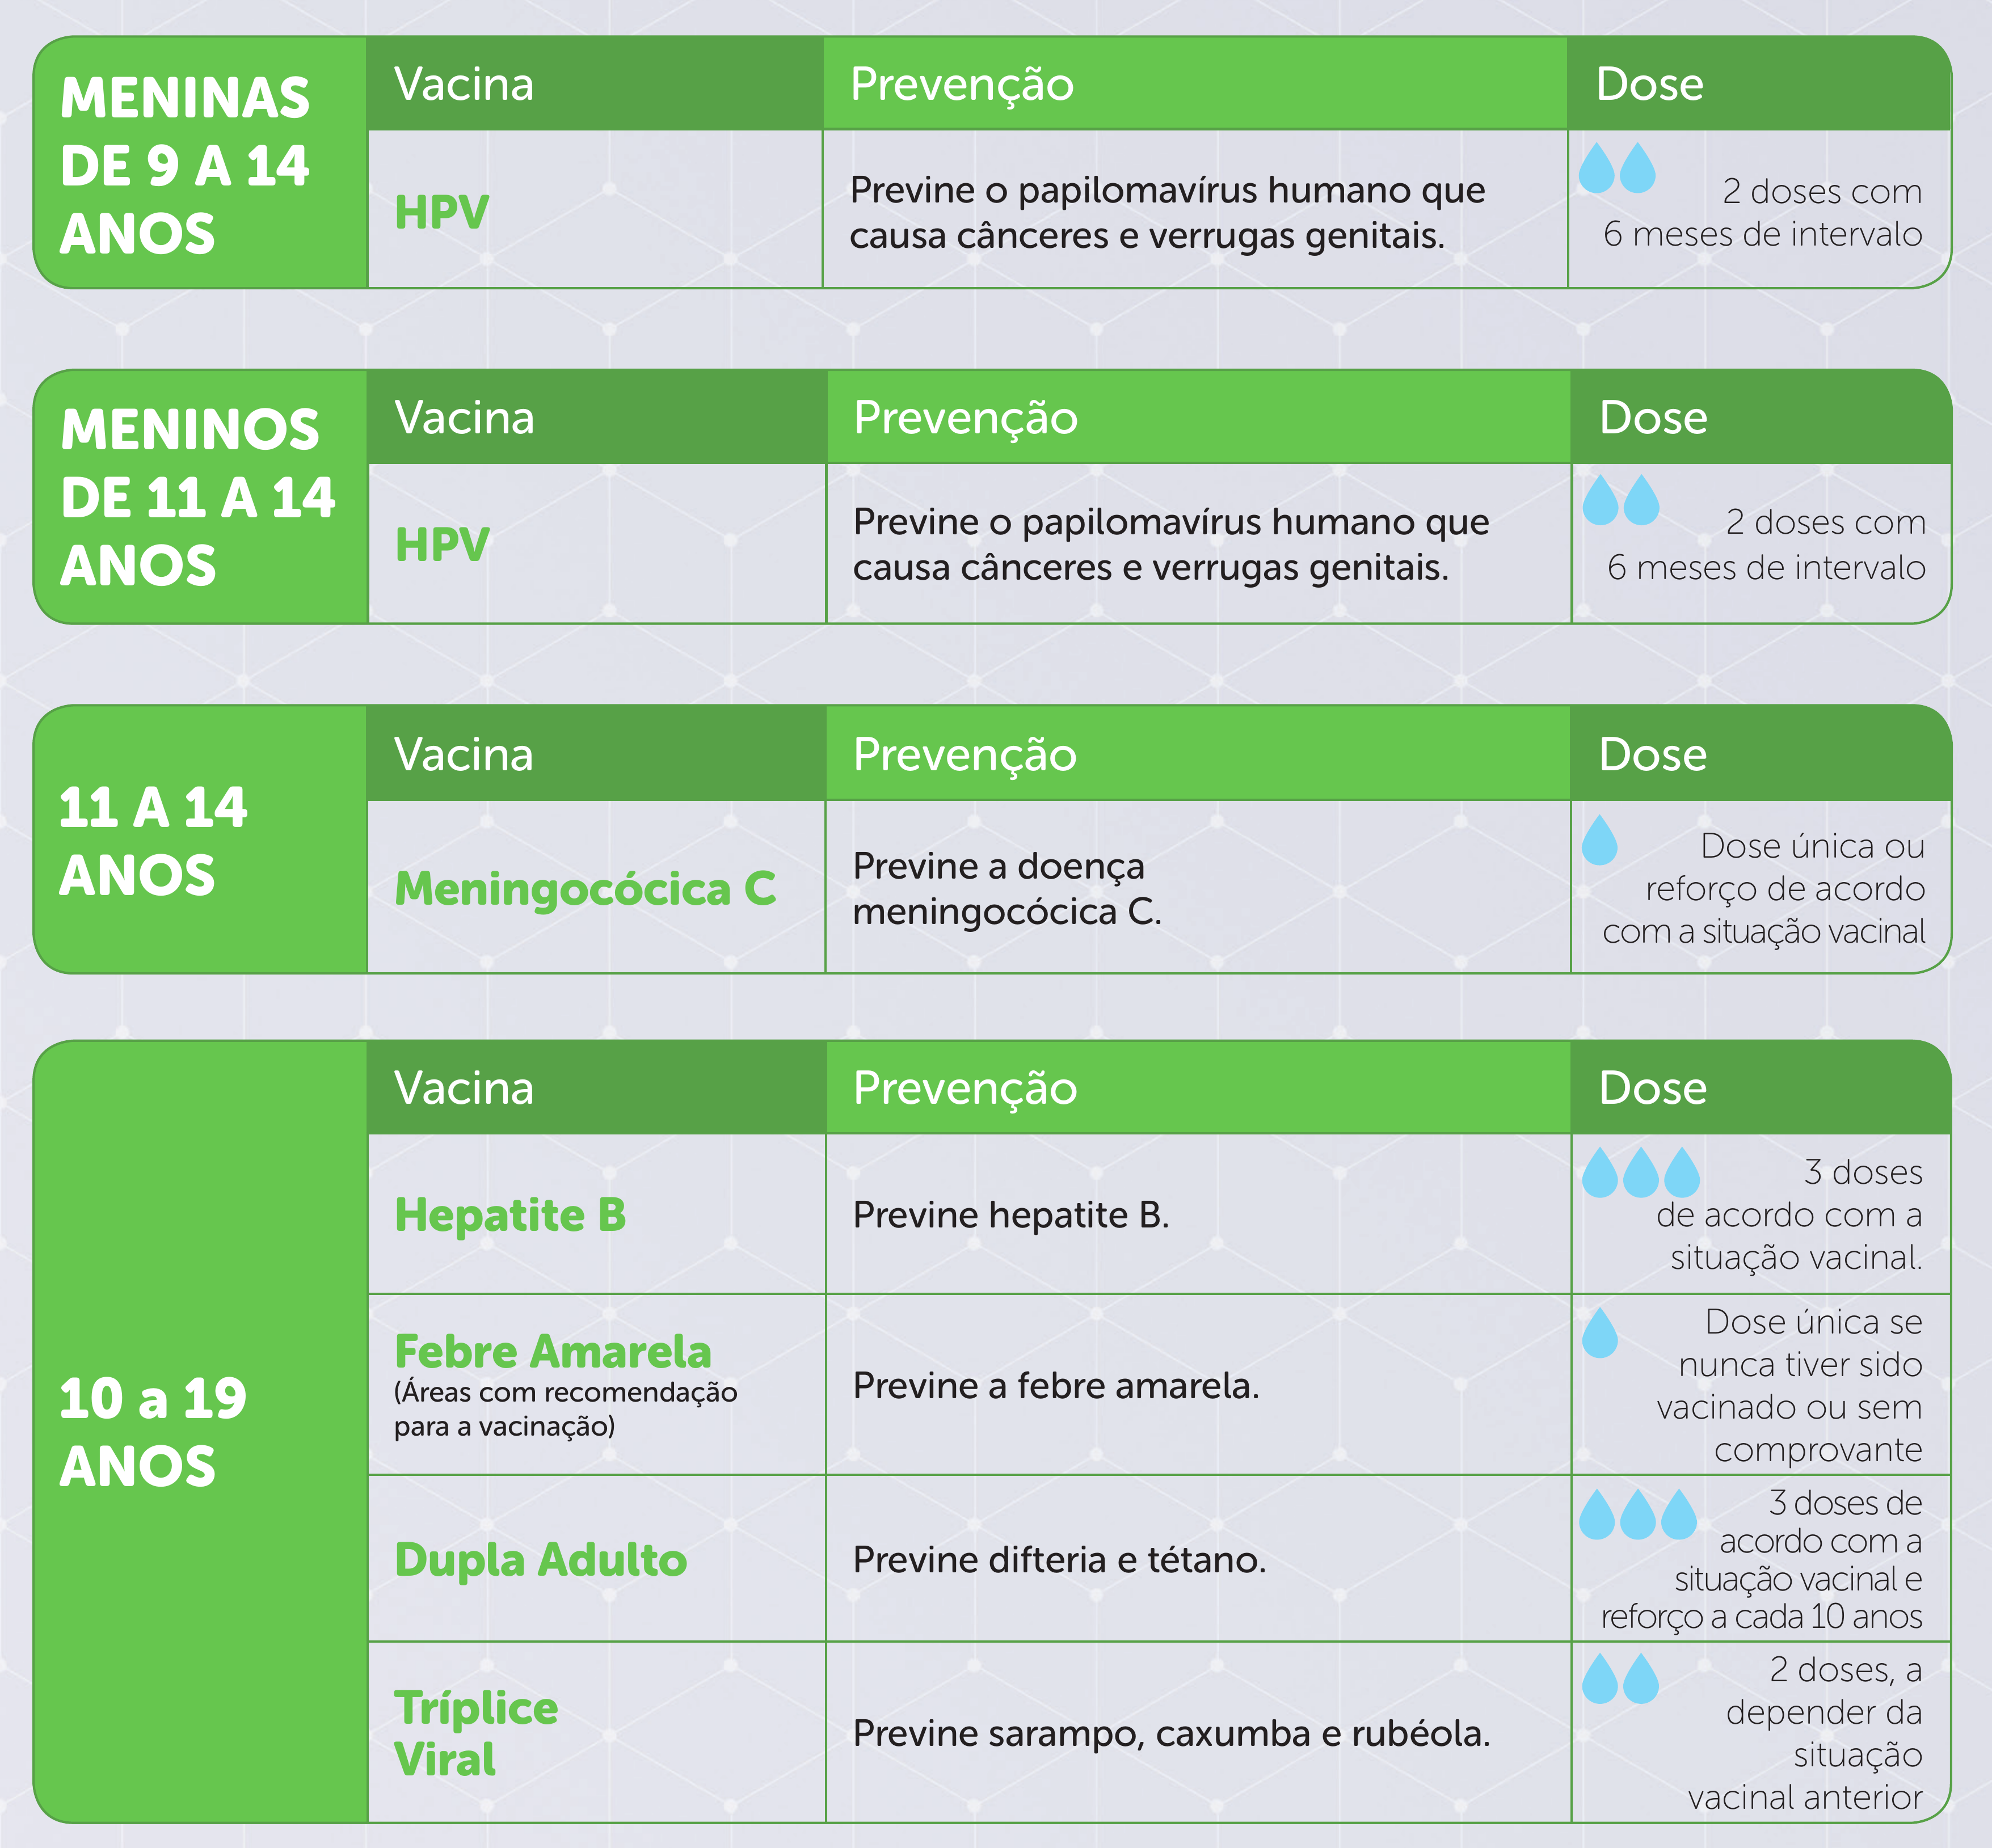 MENINAS
DE 9 A 14
ANOS
Vacina
Prevenção
Dose
HPV
Previne o papilomavírus humano que
causa cânceres e verrugas genitais.
2 doses com
6 meses de intervalo
MENINOS
DE 11 A 14
ANOS
Vacina
Prevenção
Dose
HPV
Previne o papilomavírus humano que
causa cânceres e verrugas genitais.
2 doses com
6 meses de intervalo
11 A 14
ANOS
Vacina
Prevenção
Dose
Meningocócica C
Previne a doença
meningocócica C.
Dose única ou
reforço de acordo
com a situação vacinal
10 a 19
ANOS
Vacina
Prevenção
Dose
Hepatite B
Previne hepatite B.
3 doses
de acordo com a
situação vacinal.
Febre Amarela
(Áreas com recomendação
para a vacinação)
Previne a febre amarela.
Dose única se
nunca tiver sido
vacinado ou sem
comprovante
Dupla Adulto
Previne difteria e tétano.
3 doses de
acordo com a
situação vacinal e
reforço a cada 10 anos
Tríplice
Viral
Previne sarampo, caxumba e rubéola.
2 doses, a
depender da
situação
vacinal anterior